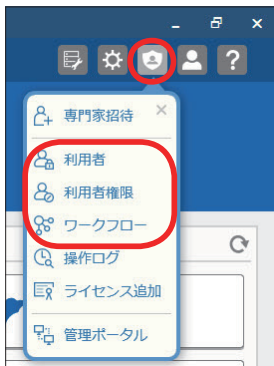 ?
専門家招待
利用者
利用者権限
ワークフロー
操作ログ
ライセンス追加
管理ポータル